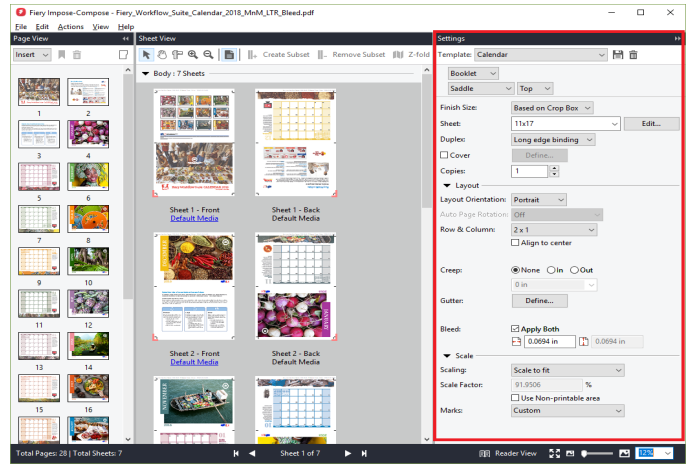 Fiery Impose-Compose - Fiery_Workflow_Suite_Calendar_2018_MnM_LTR_Bleed.pdf
File Edit Actions View Help
Page View
Sheet View
Settings
Insert
Create Subset
Remove Subset
Z-fold
Template: Calendar
Body : 7 Sheets
Booklet
Saddle
Top
Finish Size: Based on Crop Box
Sheet: 11x17 Edit...
Duplex: Long edge binding
Cover Define...
Copies: 1
Layout
Layout Orientation: Portrait
Auto Page Rotation: Off
Row & Column: 2 x 1
Align to center
Creep: None In Out
0 in
Gutter: Define...
Bleed: Apply Both
0.0694 in 0.0694 in
Scale
Scaling: Scale to fit
Scale Factor: 91.9506 %
Use Non-printable area
Marks: Custom
1 2
3 4
5 6
7 8
9 10
11 12
13 14
15 16
Sheet 1 - Front
Default Media
Sheet 1 - Back
Default Media
Sheet 2 - Front
Default Media
Sheet 2 - Back
Default Media
JANUARY
NOVEMBER
Total Pages: 28 | Total Sheets: 7
Sheet 1 of 7
Reader View
12%